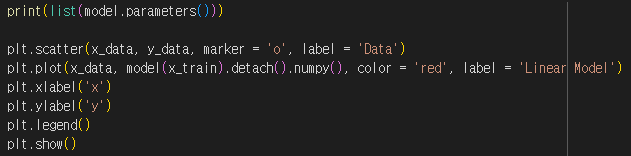 print(list(model.parameters()))
plt.scatter(x_data, y_data, marker = 'o', label = 'Data')
plt.plot(x_data, model(x_train).detach().numpy(), color = 'red', label = 'Linear Model')
plt.xlabel('x')
plt.ylabel('y')
plt.legend()
plt.show()